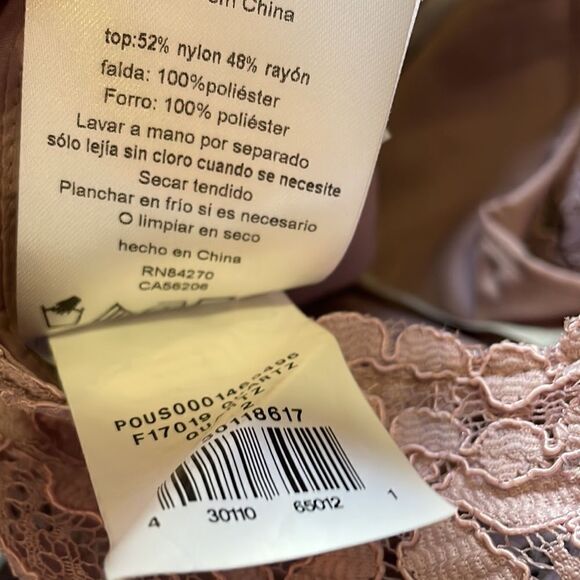 China
top:52% nylon 48% rayón
falda: 100%poliéster
Forro: 100% poliéster
Lavar a mano por separado
sólo lejía sin cloro cuando se necesite
Secar tendido
Planchar en frío si es necesario
O limpiar en seco
hecho en China
RN84270
CA56206
F17019
4 30110 65012 1